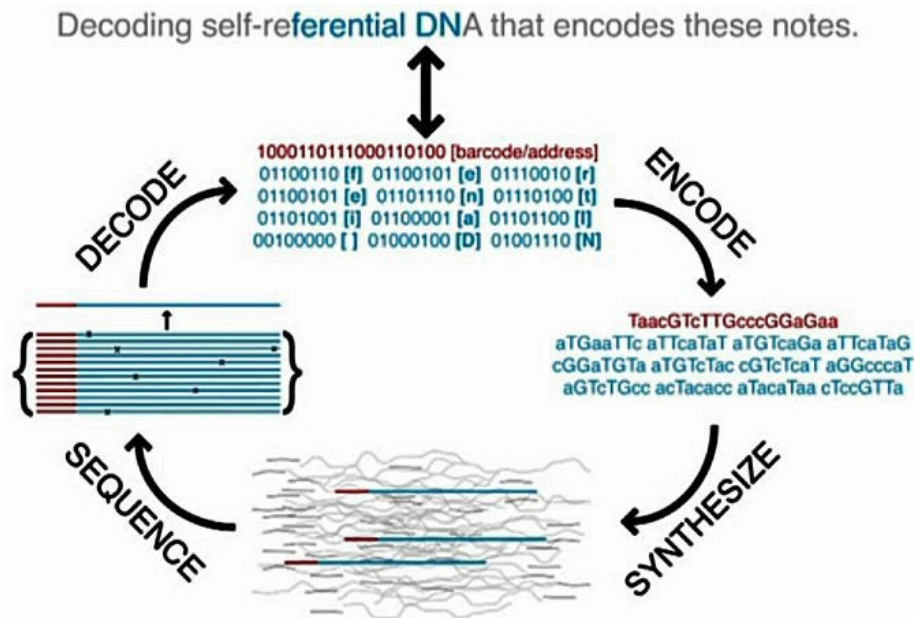 Decoding self-referential DNA that encodes these notes.
1000110111000110100 [barcode/address]
01100110 [f] 01100101 [e] 01110010 [r]
01100101 [e] 01101110 [n] 01110100 [t]
01101001 [i] 01100001 [a] 01101100 [l]
00100000 [ ] 01000100 [D] 01001110 [N]
ENCODE
TaacGTcTTGcccGGaGaa
aTGaaTTc aTTcaTaT aTGTcaGa aTTcaTaG
cGGaTGTa aTGTcTac cGTcTcaT aGGcccaT
aGTcTGcc acTacacc aTacaTaa cTccGTTa
SYNTHESIZE
SEQUENCE
DECODE